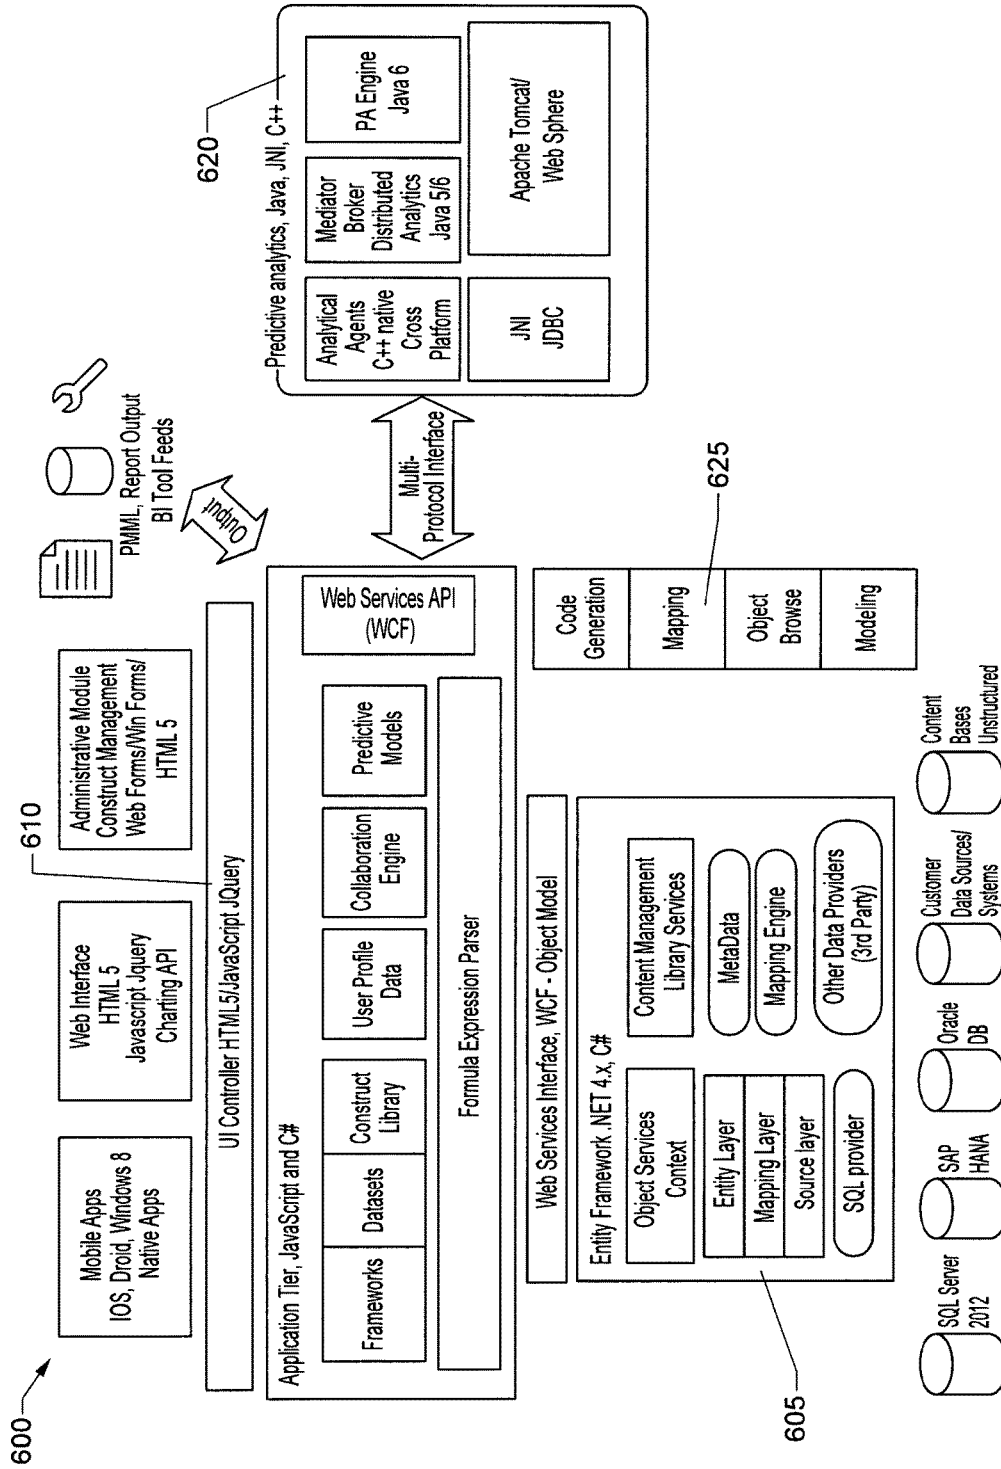 600
Mobile Apps
IOS, Droid, Windows 8
Native Apps
Web Interface
HTML 5
Javascript Jquery
Charting API
610
Administrative Module
Construct Management
Web Forms/Win Forms/
HTML 5
PMML, Report Output
BI Tool Feeds
Output
UI Controller HTML5/JavaScript JQuery
Application Tier, JavaScript and C#
Frameworks
Datasets
Construct
Library
User Profile
Data
Collaboration
Engine
Predictive
Models
Web Services API
(WCF)
Formula Expression Parser
Multi-
Protocol Interface
620
Predictive analytics, Java, JNI, C++
Analytical
Agents
C++ native
Cross
Platform
Mediator
Broker
Distributed
Analytics
Java 5/6
PA Engine
Java 6
JNI
JDBC
Apache Tomcat/
Web Sphere
Web Services Interface, WCF - Object Model
Entity Framework .NET 4.x, C#
Object Services
Context
Content Management
Library Services
Entity Layer
Mapping Layer
Source layer
SQL provider
MetaData
Mapping Engine
Other Data Providers
(3rd Party)
605
Code
Generation
Mapping
Object
Browse
Modeling
625
SQL Server
2012
SAP
HANA
Oracle
DB
Customer
Data Sources/
Systems
Content
Bases
Unstructured